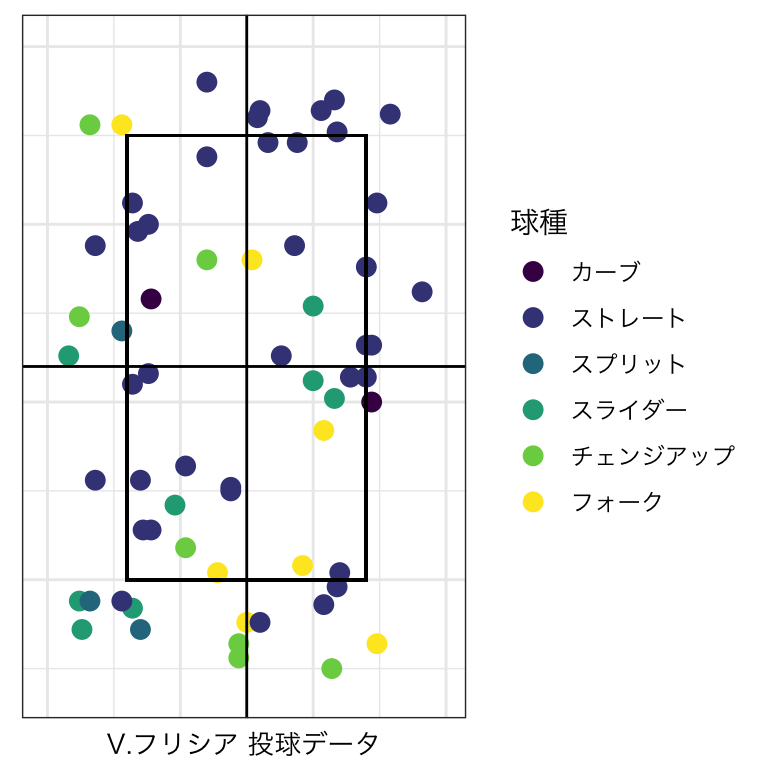 球種
カーブ
ストレート
スプリット
スライダー
チェンジアップ
フォーク
V.フリシア 投球データ